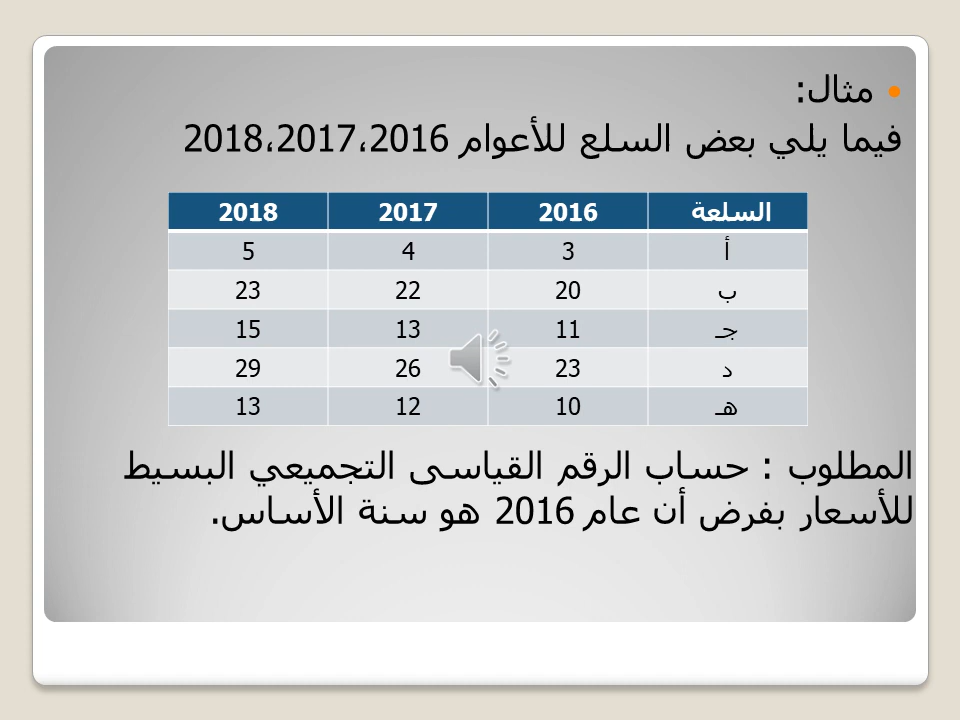 مثال:
فيما يلي بعض السلع للأعوام 2016،2017،2018
السلعة 2016 2017 2018
أ 3 4 5
ب 20 22 23
جـ 11 13 15
د 23 26 29
هـ 10 12 13
المطلوب : حساب الرقم القياسى التجميعي البسيط
للأسعار بفرض أن عام 2016 هو سنة الأساس.